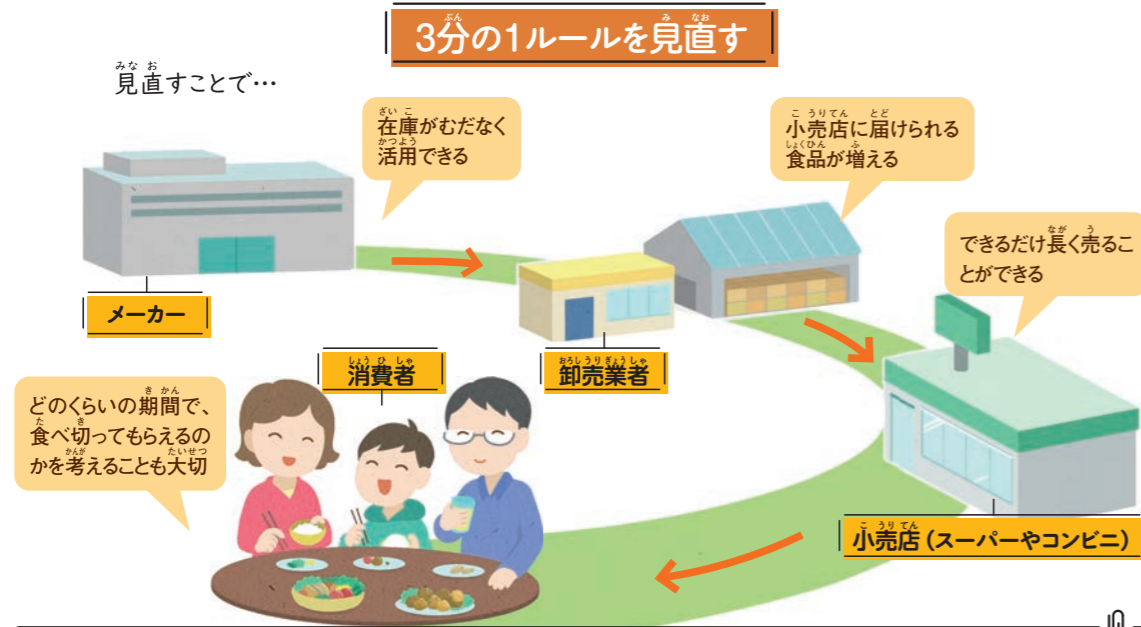 3分の1ルールを見直す
見直すことで…
在庫がむだなく
活用できる
小売店に届けられる
食品が増える
できるだけ長く売るこ
とができる
メーカー
卸売業者
消費者
どのくらいの期間で、
食べ切ってもらえるの
かを考えることも大切
小売店(スーパーやコンビニ)